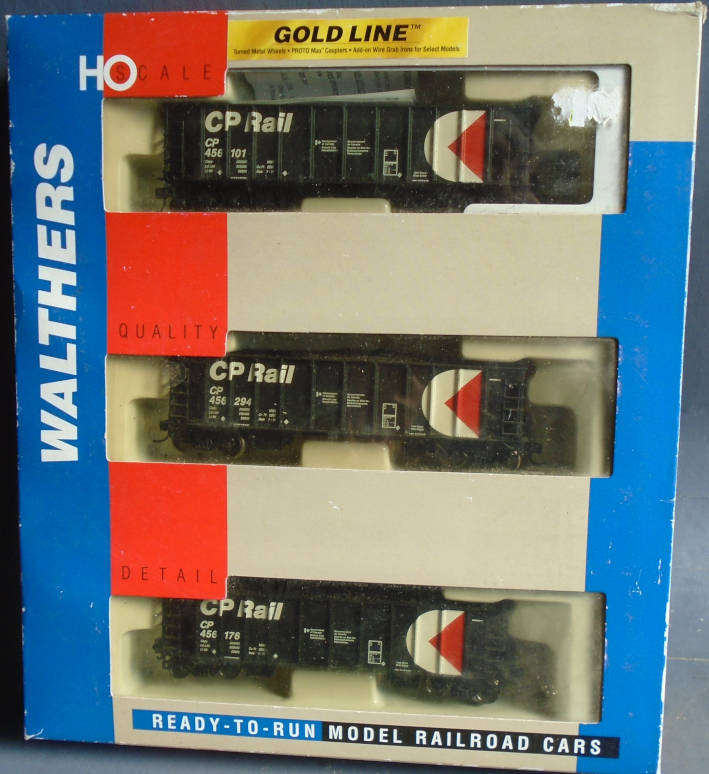 GOLD LINE™
Turned Metal Wheels • PROTO Max™ Couplers • Add-on Wire Grab Irons for Select Models
HO SCALE
WALTHERS
CP Rail
CP
456 101
QUALITY
CP Rail
CP
456 294
DETAIL
CP Rail
CP
456 176
READY-TO-RUN MODEL RAILROAD CARS